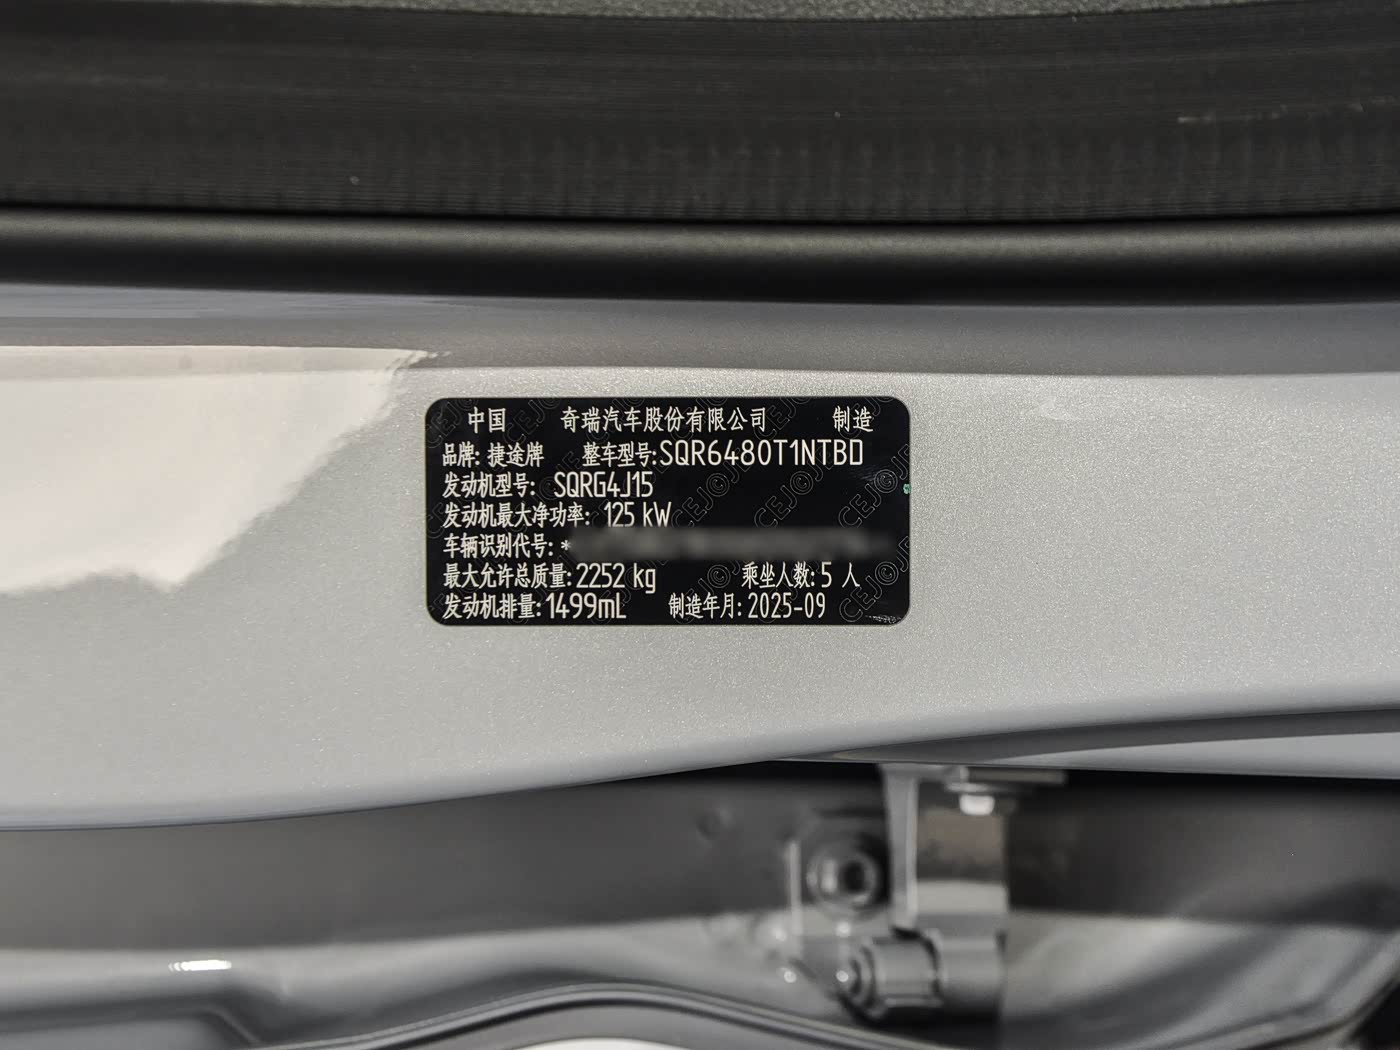 中国 奇瑞汽车股份有限公司 制造
品牌: 捷途牌 整车型号:SQR6480T1NTBD
发动机型号: SQRG4J15
发动机最大净功率: 125 kW
车辆识别代号: *
最大允许总质量: 2252 kg 乘坐人数: 5 人
发动机排量: 1499mL 制造年月: 2025-09